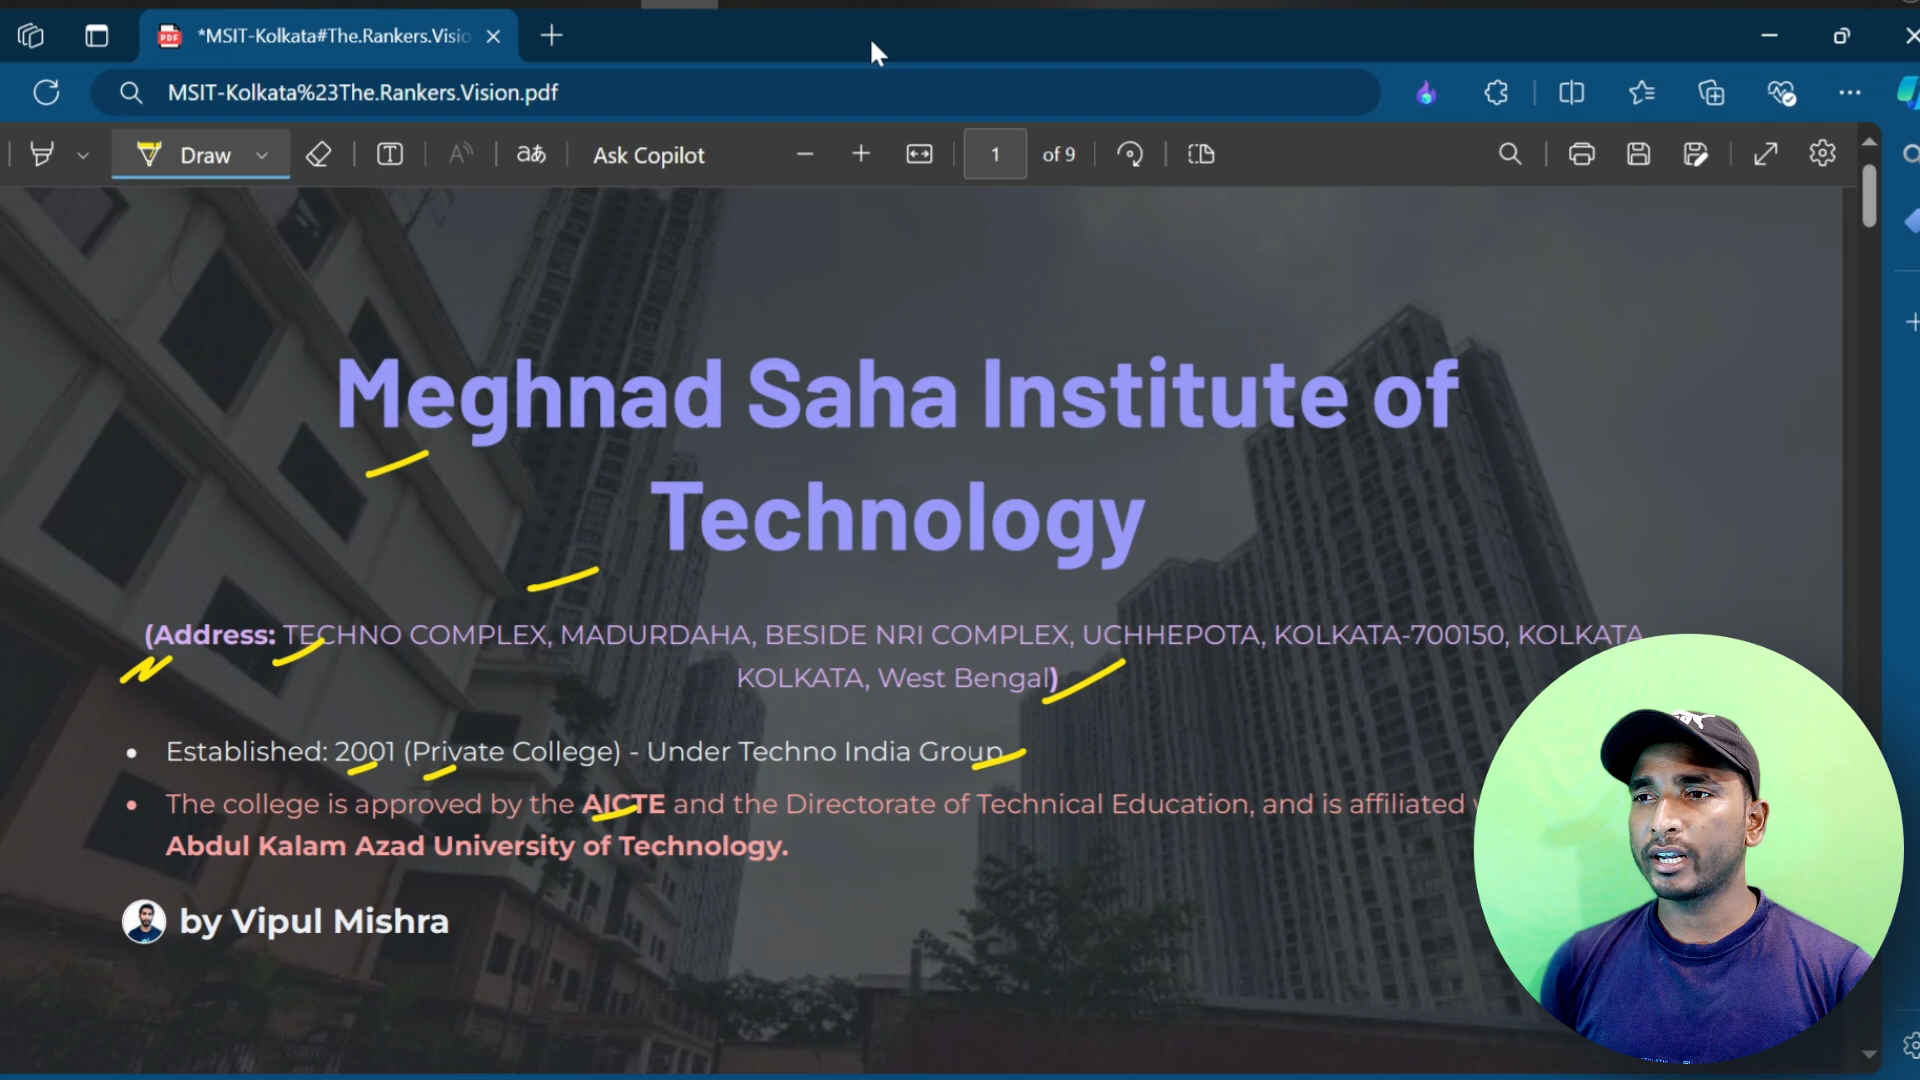 *MSIT-Kolkata#The.Rankers.Visio
MSIT-Kolkata%23The.Rankers.Vision.pdf
Draw
aあ
Ask Copilot
1 of 9
Meghnad Saha Institute of
Technology
(Address: TECHNO COMPLEX, MADURDAHA, BESIDE NRI COMPLEX, UCHHEPOTA, KOLKATA-700150, KOLKATA,
KOLKATA, West Bengal)
• Established: 2001 (Private College) - Under Techno India Group
• The college is approved by the AICTE and the Directorate of Technical Education, and is affiliated
Abdul Kalam Azad University of Technology.
by Vipul Mishra